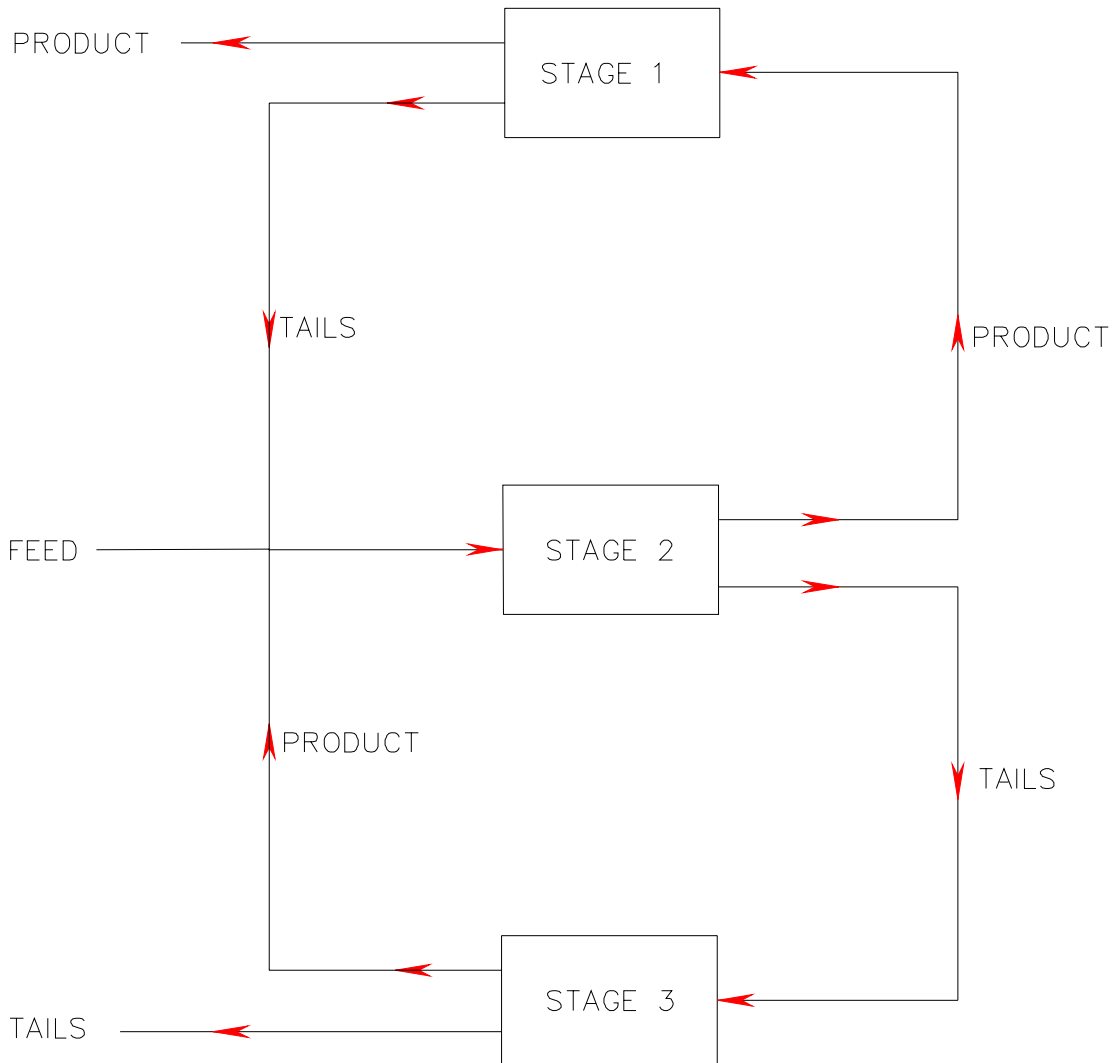 PRODUCT
STAGE 1
TAILS
PRODUCT
FEED
STAGE 2
PRODUCT
TAILS
STAGE 3
TAILS